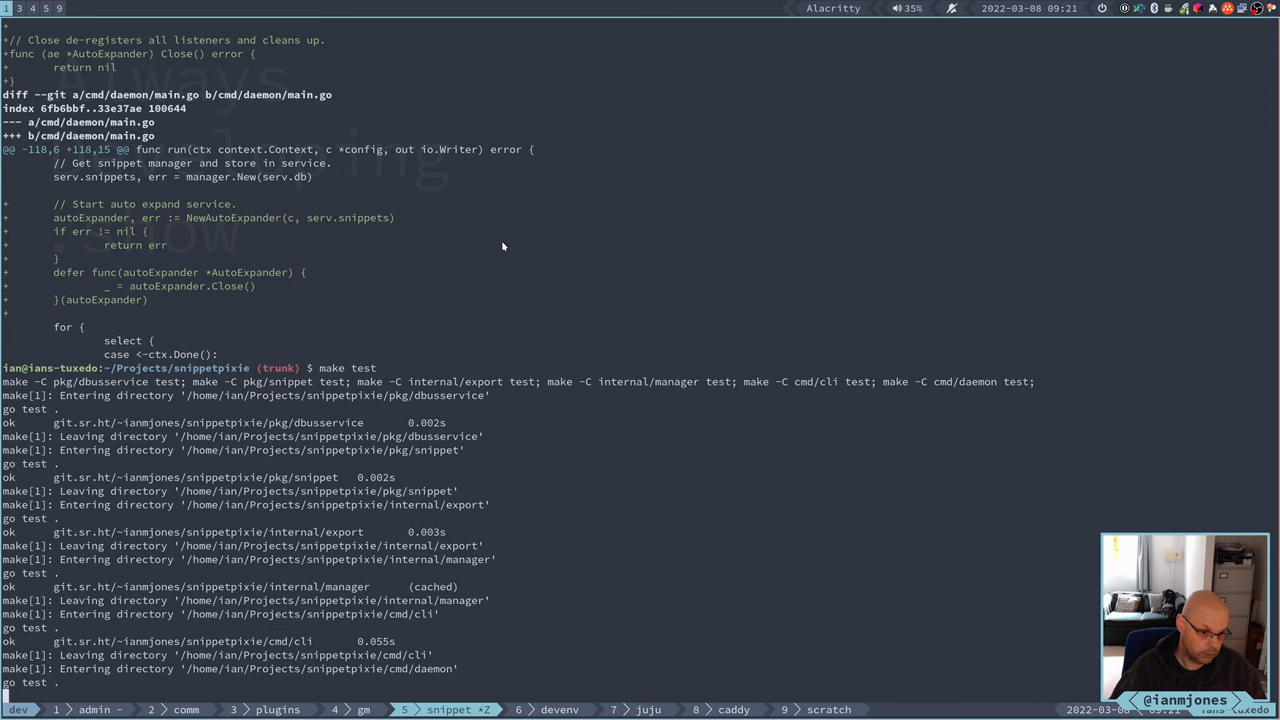 1 3 4 5 9
Alacritty
35%
2022-03-08 09:21
+
+// Close de-registers all listeners and cleans up.
+func (ae *AutoExpander) Close() error {
+ return nil
+}
Always
diff --git a/cmd/daemon/main.go b/cmd/daemon/main.go
index 6fb6bbf..33e37ae 100644
--- a/cmd/daemon/main.go
+++ b/cmd/daemon/main.go
@@ -118,6 +118,15 @@ func run(ctx context.Context, c *config, out io.Writer) error {
// Get snippet manager and store in service.
serv.snippets, err = manager.New(serv.db)
+ // Start auto expand service.
+ autoExpander, err := NewAutoExpander(c, serv.snippets)
+ if err != nil {
+ return err
+ }
+ defer func(autoExpander *AutoExpander) {
+ _ = autoExpander.Close()
+ }(autoExpander)
+
for {
select {
case <-ctx.Done():
ian@ians-tuxedo:~/Projects/snippetpixie (trunk) $ make test
make -C pkg/dbusservice test; make -C pkg/snippet test; make -C internal/export test; make -C internal/manager test; make -C cmd/cli test; make -C cmd/daemon test;
make[1]: Entering directory '/home/ian/Projects/snippetpixie/pkg/dbusservice'
go test .
ok git.sr.ht/~ianmjones/snippetpixie/pkg/dbusservice 0.002s
make[1]: Leaving directory '/home/ian/Projects/snippetpixie/pkg/dbusservice'
make[1]: Entering directory '/home/ian/Projects/snippetpixie/pkg/snippet'
go test .
ok git.sr.ht/~ianmjones/snippetpixie/pkg/snippet 0.002s
make[1]: Leaving directory '/home/ian/Projects/snippetpixie/pkg/snippet'
make[1]: Entering directory '/home/ian/Projects/snippetpixie/internal/export'
go test .
ok git.sr.ht/~ianmjones/snippetpixie/internal/export 0.003s
make[1]: Leaving directory '/home/ian/Projects/snippetpixie/internal/export'
make[1]: Entering directory '/home/ian/Projects/snippetpixie/internal/manager'
go test .
ok git.sr.ht/~ianmjones/snippetpixie/internal/manager (cached)
make[1]: Leaving directory '/home/ian/Projects/snippetpixie/internal/manager'
make[1]: Entering directory '/home/ian/Projects/snippetpixie/cmd/cli'
go test .
ok git.sr.ht/~ianmjones/snippetpixie/cmd/cli 0.055s
make[1]: Leaving directory '/home/ian/Projects/snippetpixie/cmd/cli'
make[1]: Entering directory '/home/ian/Projects/snippetpixie/cmd/daemon'
go test .
@ianmjones
dev 1 admin - 2 comm 3 plugins 4 gm 5 snippet *Z 6 devenv 7 juju 8 caddy 9 scratch 2022-03-08